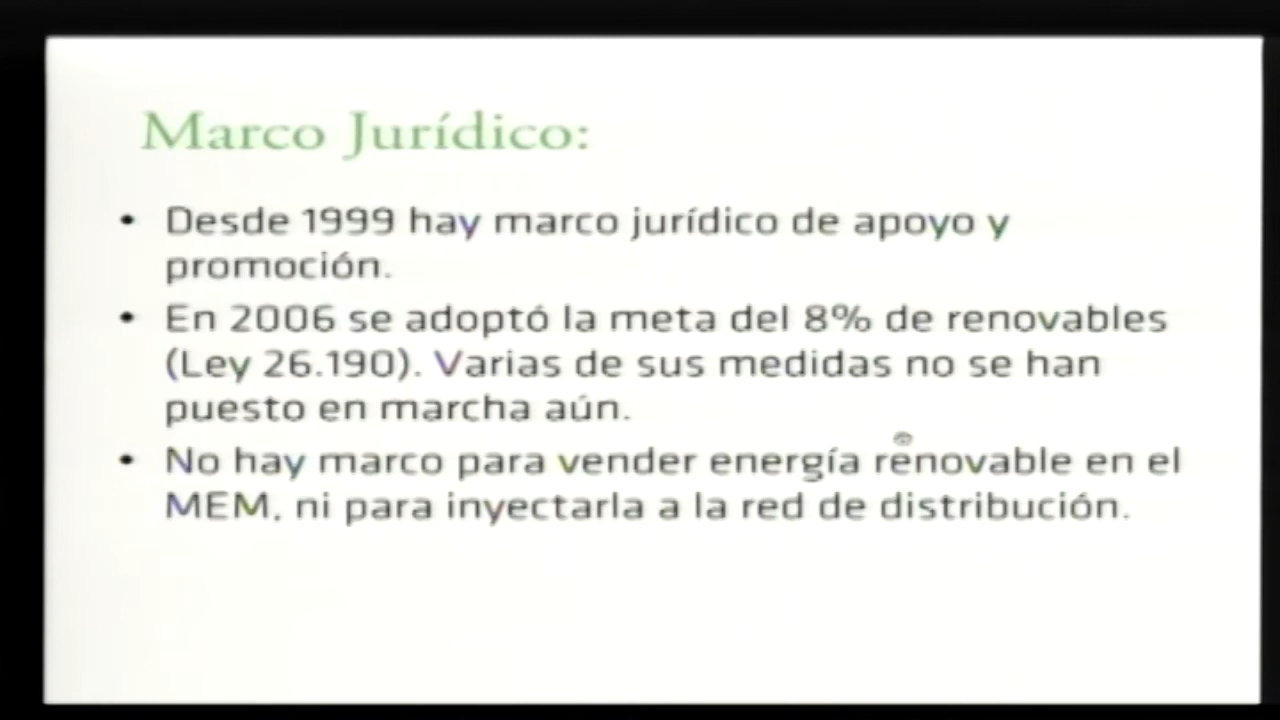 Marco Jurídico:
• Desde 1999 hay marco jurídico de apoyo y
promoción.
• En 2006 se adoptó la meta del 8% de renovables
(Ley 26.190). Varias de sus medidas no se han
puesto en marcha aún.
• No hay marco para vender energía renovable en el
MEM, ni para inyectarla a la red de distribución.